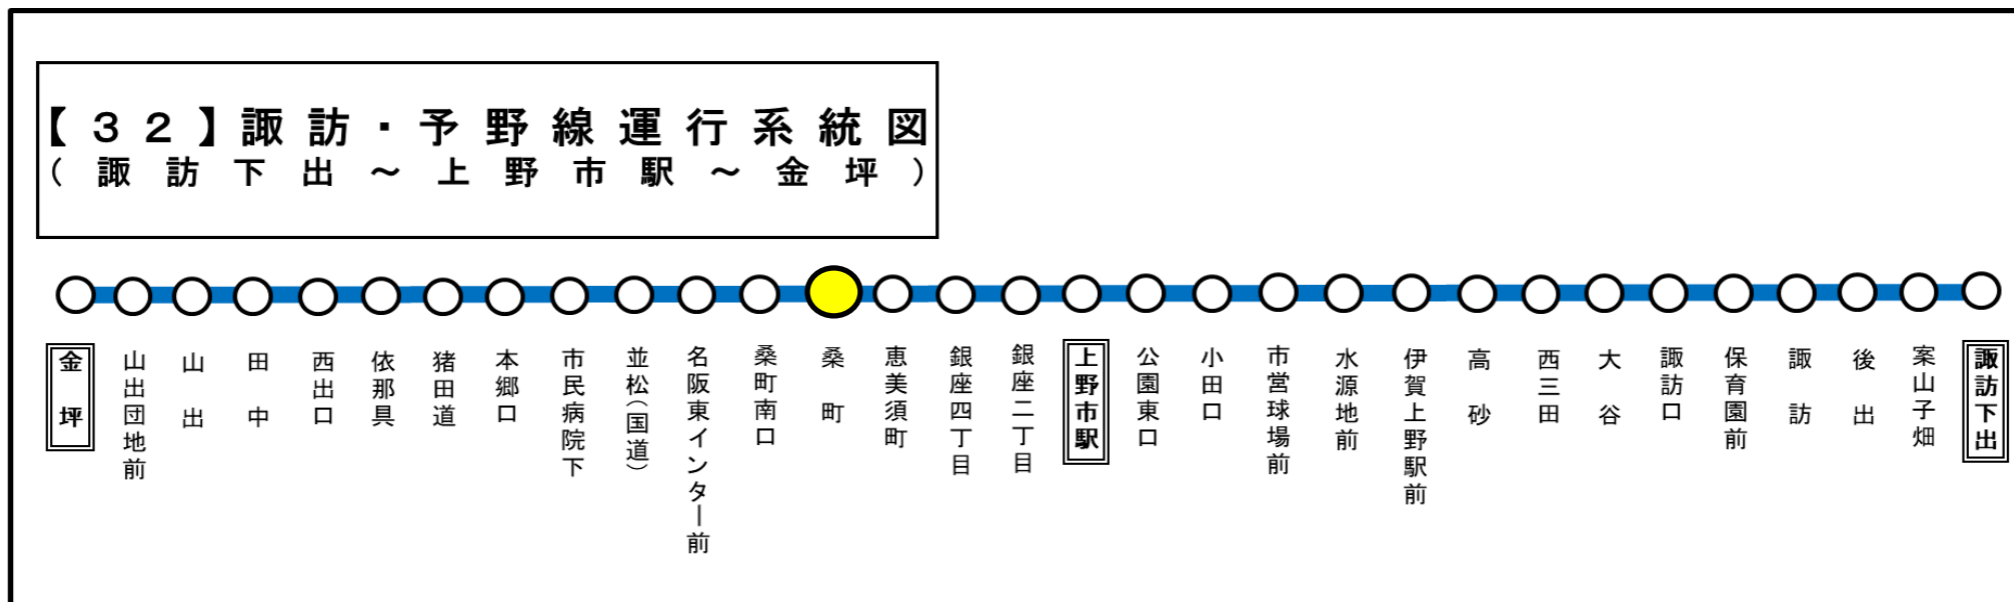 【３２】諏訪・予野線運行系統図
（諏訪下出～上野市駅～金坪）
金坪
山出団地前
山出
田中
西出口
依那具
猪田道
本郷口
市民病院下
並松（国道）
名阪東インター前
桑町南口
桑町
恵美須町
銀座四丁目
銀座二丁目
上野市駅
公園東口
小田口
市営球場前
水源地前
伊賀上野駅前
高砂
西三田
大谷
諏訪口
保育園前
諏訪
後出
案山子畑
諏訪下出